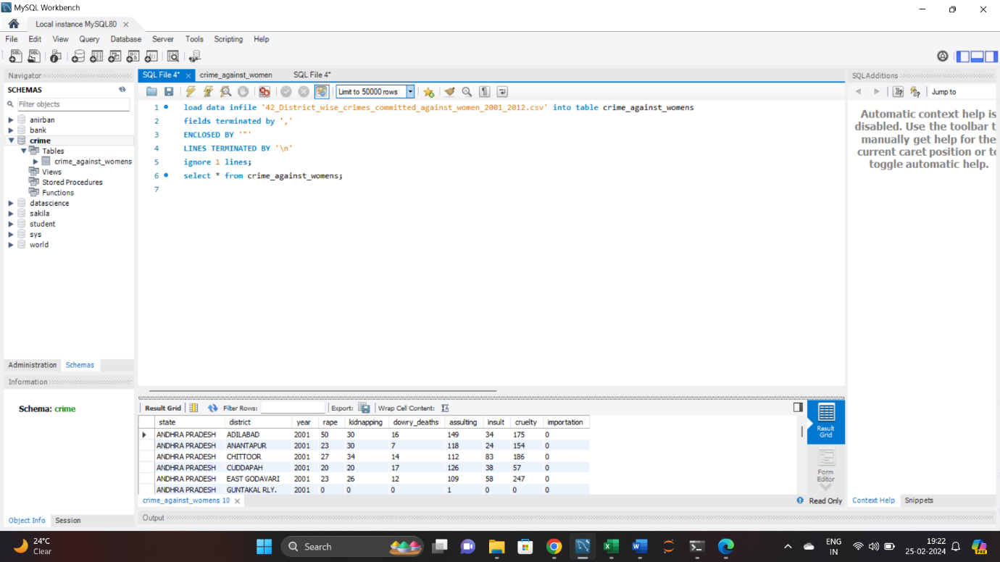 MySQL Workbench
Local instance MySQL80
File Edit View Query Database Server Tools Scripting Help
Navigator
SCHEMAS
Filter objects
anirban
bank
crime
Tables
crime_against_womens
Views
Stored Procedures
Functions
datascience
sakila
student
sys
world
Administration Schemas
Information
Schema: crime
Object Info Session
SQL File 4* crime_against_women SQL File 4*
Limit to 50000 rows
1 load data infile '42_District_wise_crimes_committed_against_women_2001_2012.csv' into table crime_against_womens
2 fields terminated by ','
3 ENCLOSED BY '"'
4 LINES TERMINATED BY '\n'
5 ignore 1 lines;
6 select * from crime_against_womens;
7
Result Grid Filter Rows: Export: Wrap Cell Content:
state district year rape kidnapping dowry_deaths assulting insult cruelty importation
ANDHRA PRADESH ADILABAD 2001 50 30 16 149 34 175 0
ANDHRA PRADESH ANANTAPUR 2001 23 30 7 118 24 154 0
ANDHRA PRADESH CHITTOOR 2001 27 34 14 112 83 186 0
ANDHRA PRADESH CUDDAPAH 2001 20 20 17 126 38 57 0
ANDHRA PRADESH EAST GODAVARI 2001 23 26 12 109 58 247 0
ANDHRA PRADESH GUNTAKAL RLY. 2001 0 0 0 1 0 0 0
Result
Grid
Form
Editor
crime_against_womens 10
Read Only
Output
SQLAdditions
Jump to
Automatic context help is
disabled. Use the toolbar t
manually get help for the
current caret position or to
toggle automatic help.
Context Help Snippets
24°C
Clear
Search
ENG
IN
19:22
25-02-2024
PRE